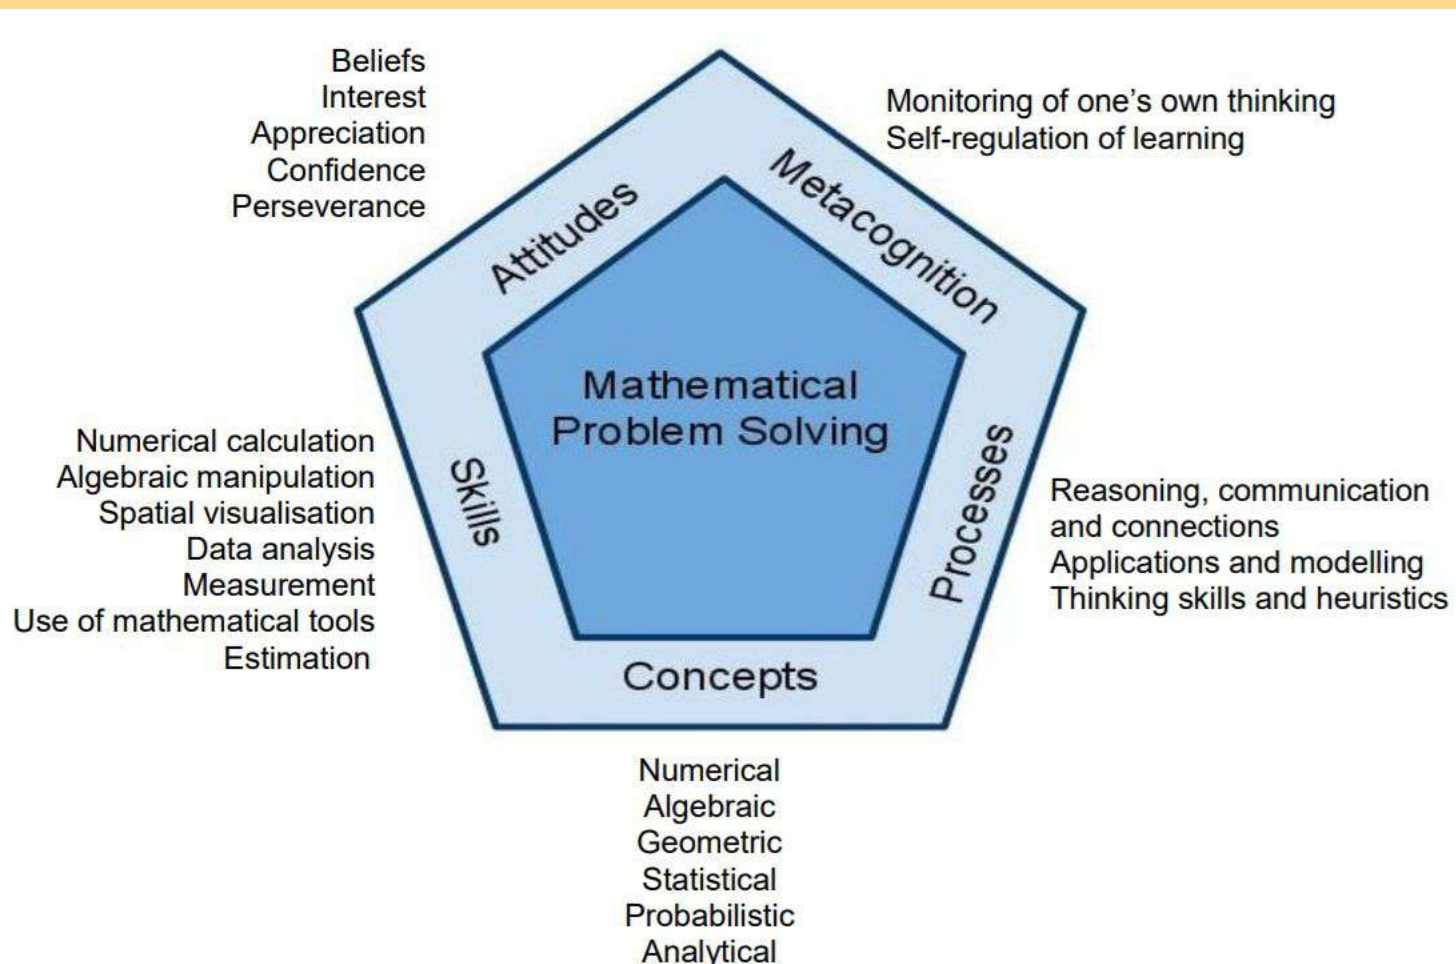 Beliefs
Interest
Appreciation
Confidence
Perseverance
Monitoring of one’s own thinking
Self-regulation of learning
Attitudes
Metacognition
Mathematical
Problem Solving
Skills
Numerical calculation
Algebraic manipulation
Spatial visualisation
Data analysis
Measurement
Use of mathematical tools
Estimation
Processes
Reasoning, communication
and connections
Applications and modelling
Thinking skills and heuristics
Concepts
Numerical
Algebraic
Geometric
Statistical
Probabilistic
Analytical